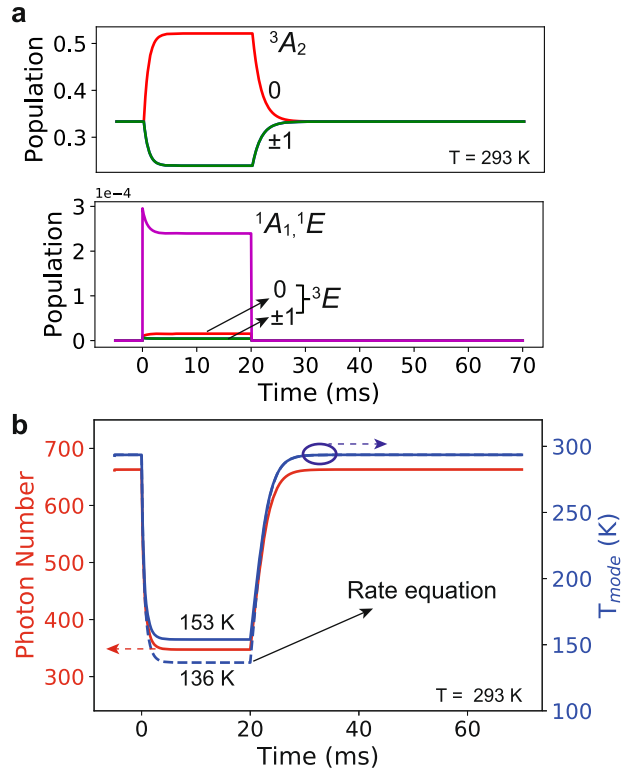 a
Population
0.5
0.4
0.3
³A₂
0
±1
T = 293 K
1e−4
Population
3
2
1
0
¹A₁,¹E
0
±1
³E
0 10 20 30 40 50 60 70
Time (ms)
b
Photon Number
700
600
500
400
300
300
250
200
150
100
T_mode (K)
153 K
136 K
Rate equation
T = 293 K
0 20 40 60
Time (ms)